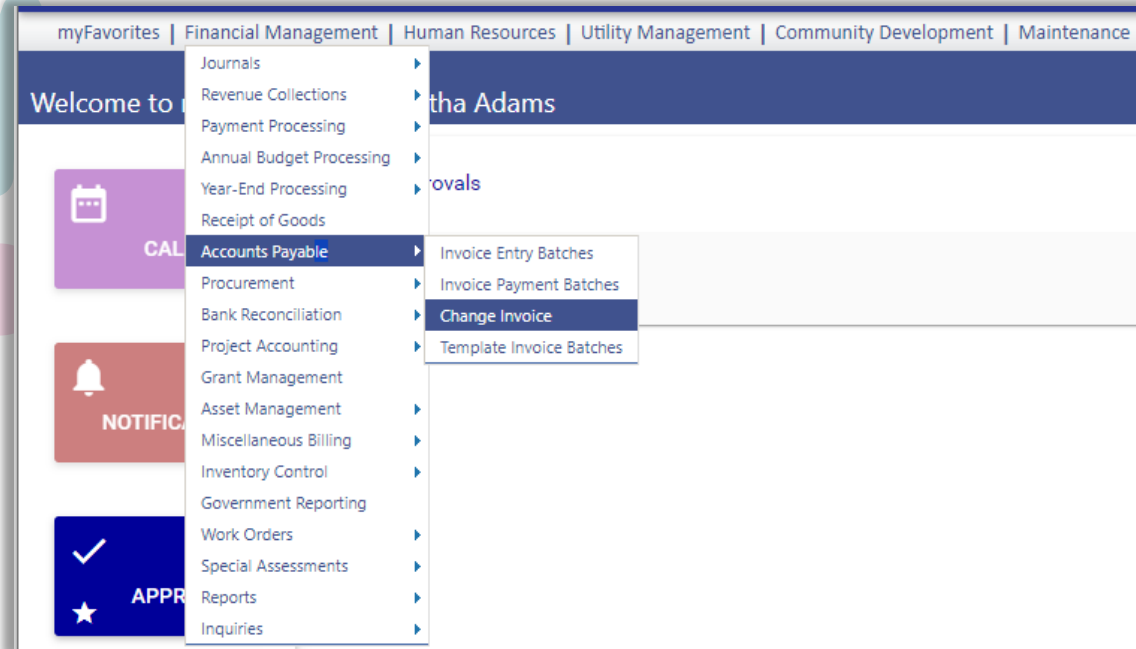 myFavorites | Financial Management | Human Resources | Utility Management | Community Development | Maintenance
Welcome to
tha Adams
Journals
Revenue Collections
Payment Processing
Annual Budget Processing
Year-End Processing
Receipt of Goods
Accounts Payable
Procurement
Bank Reconciliation
Project Accounting
Grant Management
Asset Management
Miscellaneous Billing
Inventory Control
Government Reporting
Work Orders
Special Assessments
Reports
Inquiries
Invoice Entry Batches
Invoice Payment Batches
Change Invoice
Template Invoice Batches
rovals
CAL
NOTIFIC
APPR